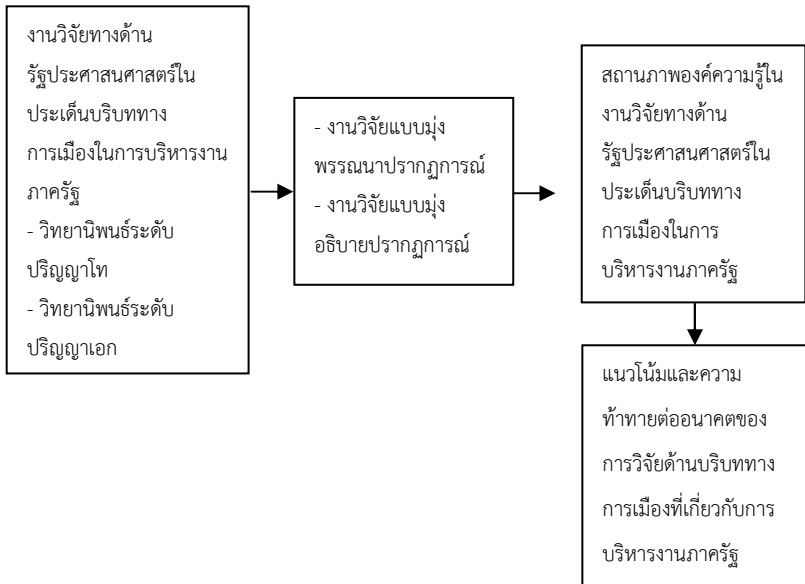 งานวิจัยทางด้าน
รัฐประศาสนศาสตร์ใน
ประเด็นบริบททาง
การเมืองในการบริหารงาน
ภาครัฐ
- วิทยานิพนธ์ระดับ
ปริญญาโท
- วิทยานิพนธ์ระดับ
ปริญญาเอก
- งานวิจัยแบบมุ่ง
พรรณนาปรากฏการณ์
- งานวิจัยแบบมุ่ง
อธิบายปรากฏการณ์
สถานภาพองค์ความรู้ใน
งานวิจัยทางด้าน
รัฐประศาสนศาสตร์ใน
ประเด็นบริบททาง
การเมืองในการ
บริหารงานภาครัฐ
แนวโน้มและความ
ท้าทายต่ออนาคตของ
การวิจัยด้านบริบททาง
การเมืองที่เกี่ยวกับการ
บริหารงานภาครัฐ